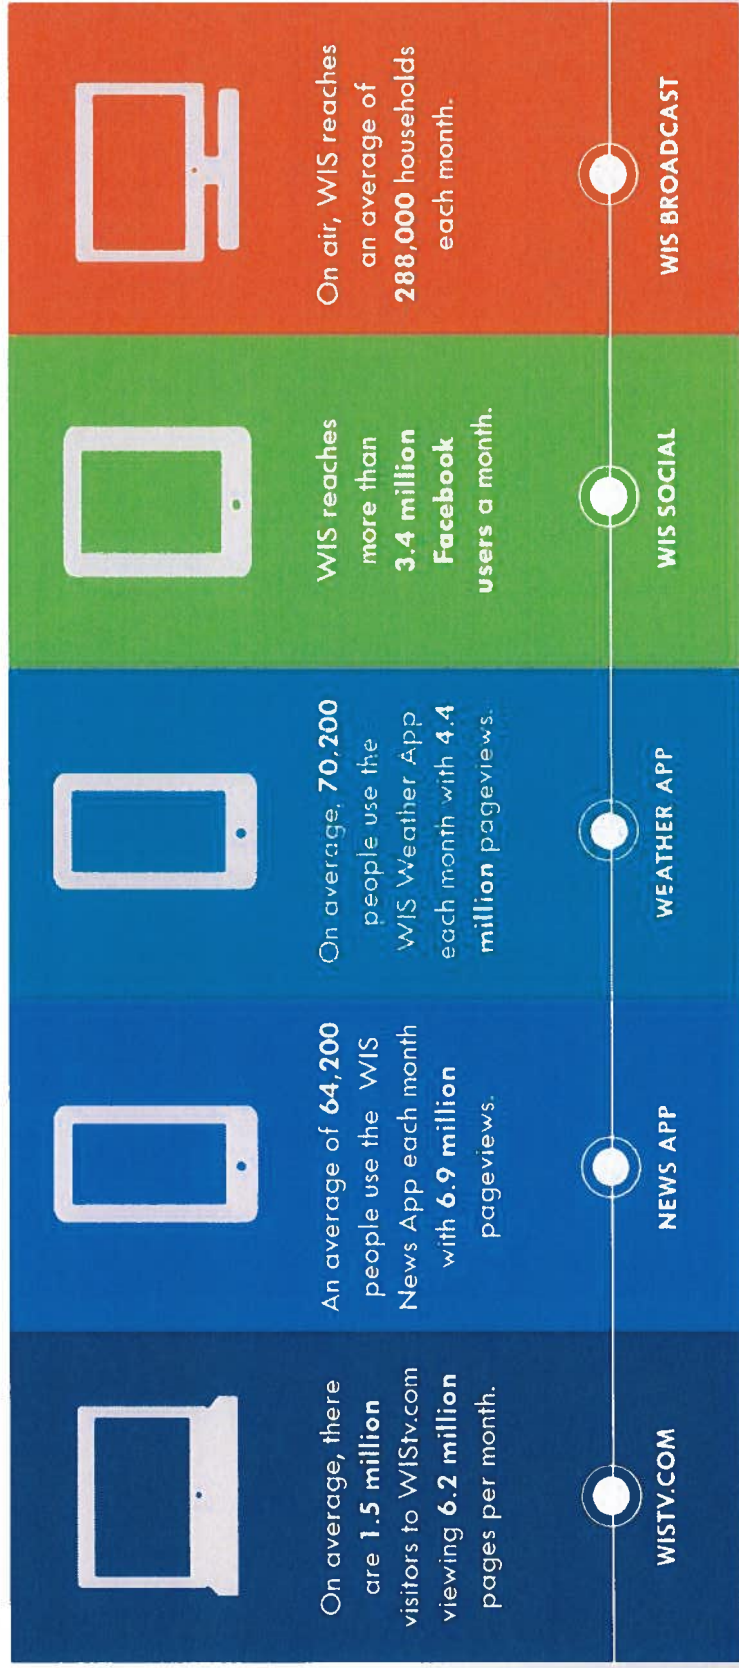 On average, there
are 1.5 million
visitors to WIStv.com
viewing 6.2 million
pages per month.
WISTV.COM
An average of 64,200
people use the WIS
News App each month
with 6.9 million
pageviews.
NEWS APP
On average, 70,200
people use the
WIS Weather App
each month with 4.4
million pageviews.
WEATHER APP
WIS reaches
more than
3.4 million
Facebook
users a month.
WIS SOCIAL
On air, WIS reaches
an average of
288,000 households
each month.
WIS BROADCAST